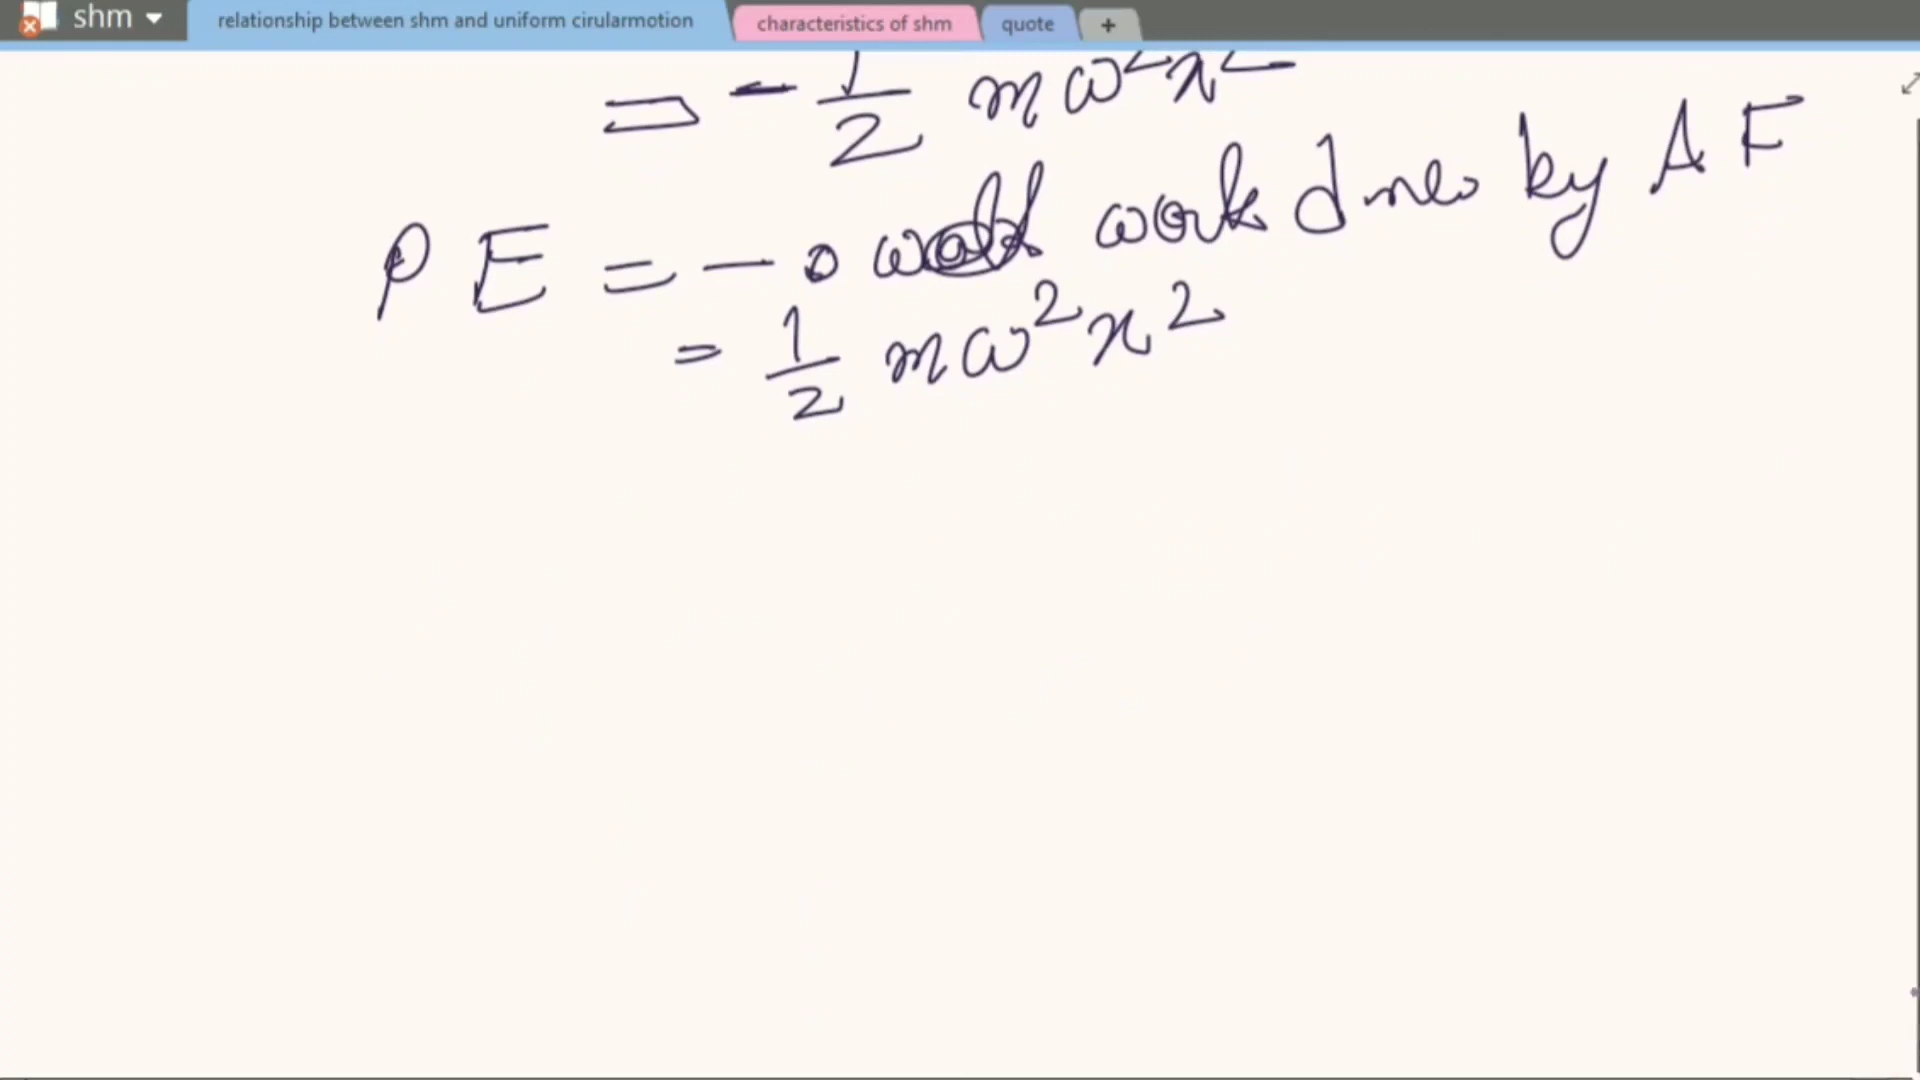 shm relationship between shm and uniform cirularmotion characteristics of shm quote +
= - 1/2 mω²x²
PE = - work done by A F
= 1/2 mω²x²